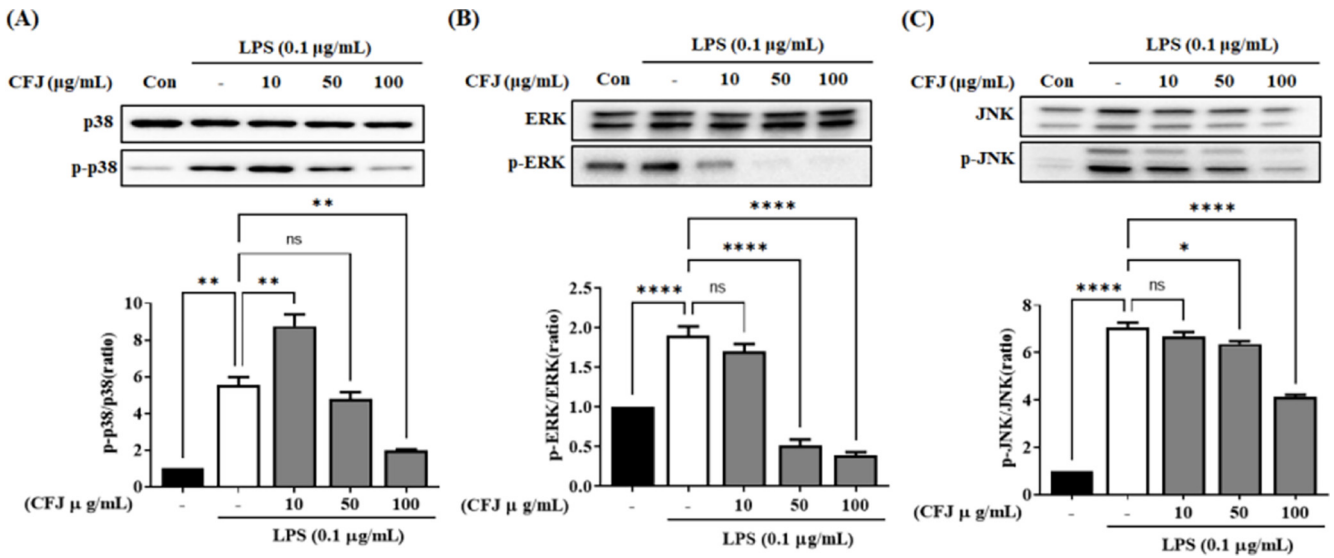 (A)
LPS (0.1 µg/mL)
CFJ (µg/mL) Con - 10 50 100
p38
p-p38
**
ns
** **
10
8
6
4
2
0
p-p38/p38(ratio)
(CFJ µ g/mL) - - 10 50 100
LPS (0.1 µg/mL)
(B)
LPS (0.1 µg/mL)
CFJ (µg/mL) Con - 10 50 100
ERK
p-ERK
****
****
**** ns
2.5
2.0
1.5
1.0
0.5
0.0
p-ERK/ERK(ratio)
(CFJ µ g/mL) - - 10 50 100
LPS (0.1 µg/mL)
(C)
LPS (0.1 µg/mL)
CFJ (µg/mL) Con - 10 50 100
JNK
p-JNK
****
*
**** ns
8
6
4
2
0
p-JNK/JNK(ratio)
(CFJ µ g/mL) - - 10 50 100
LPS (0.1 µg/mL)